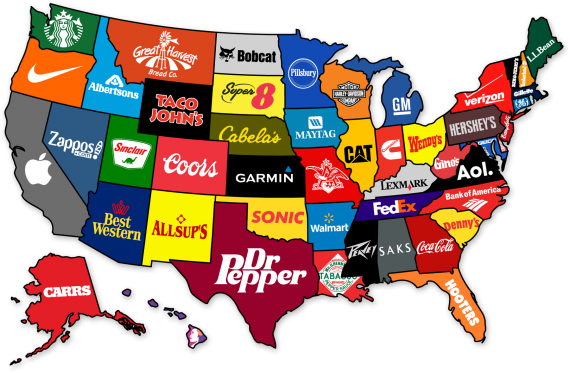 STARBUCKS
L.L.Bean
Great Harvest
Bread Co.
Bobcat
Pillsbury
HARLEY-DAVIDSON
Albertsons
GM
TACO
JOHN'S
Super 8
verizon
Gillette
Zappos
.com
Sinclair
Cabela's
MAYTAG
CAT
Wendy's
HERSHEY'S
Coors
GARMIN
LEXMARK
Gino's
Aol.
Best
Western
ALLSUP'S
SONIC
Walmart
FedEx
Bank of America
Denny's
Dr
Pepper
TABASCO
Peavey
SAKS
Coca-Cola
HOOTERS
CARRS